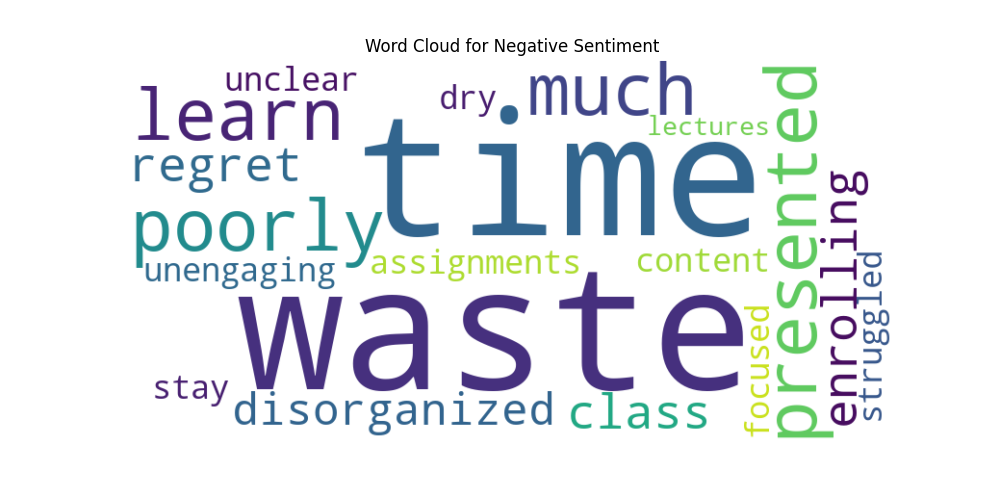 Word Cloud for Negative Sentiment
unclear
dry
much
learn
lectures
time
presented
regret
enrolling
poorly
unengaging
assignments
content
struggled
waste
focused
stay
disorganized
class